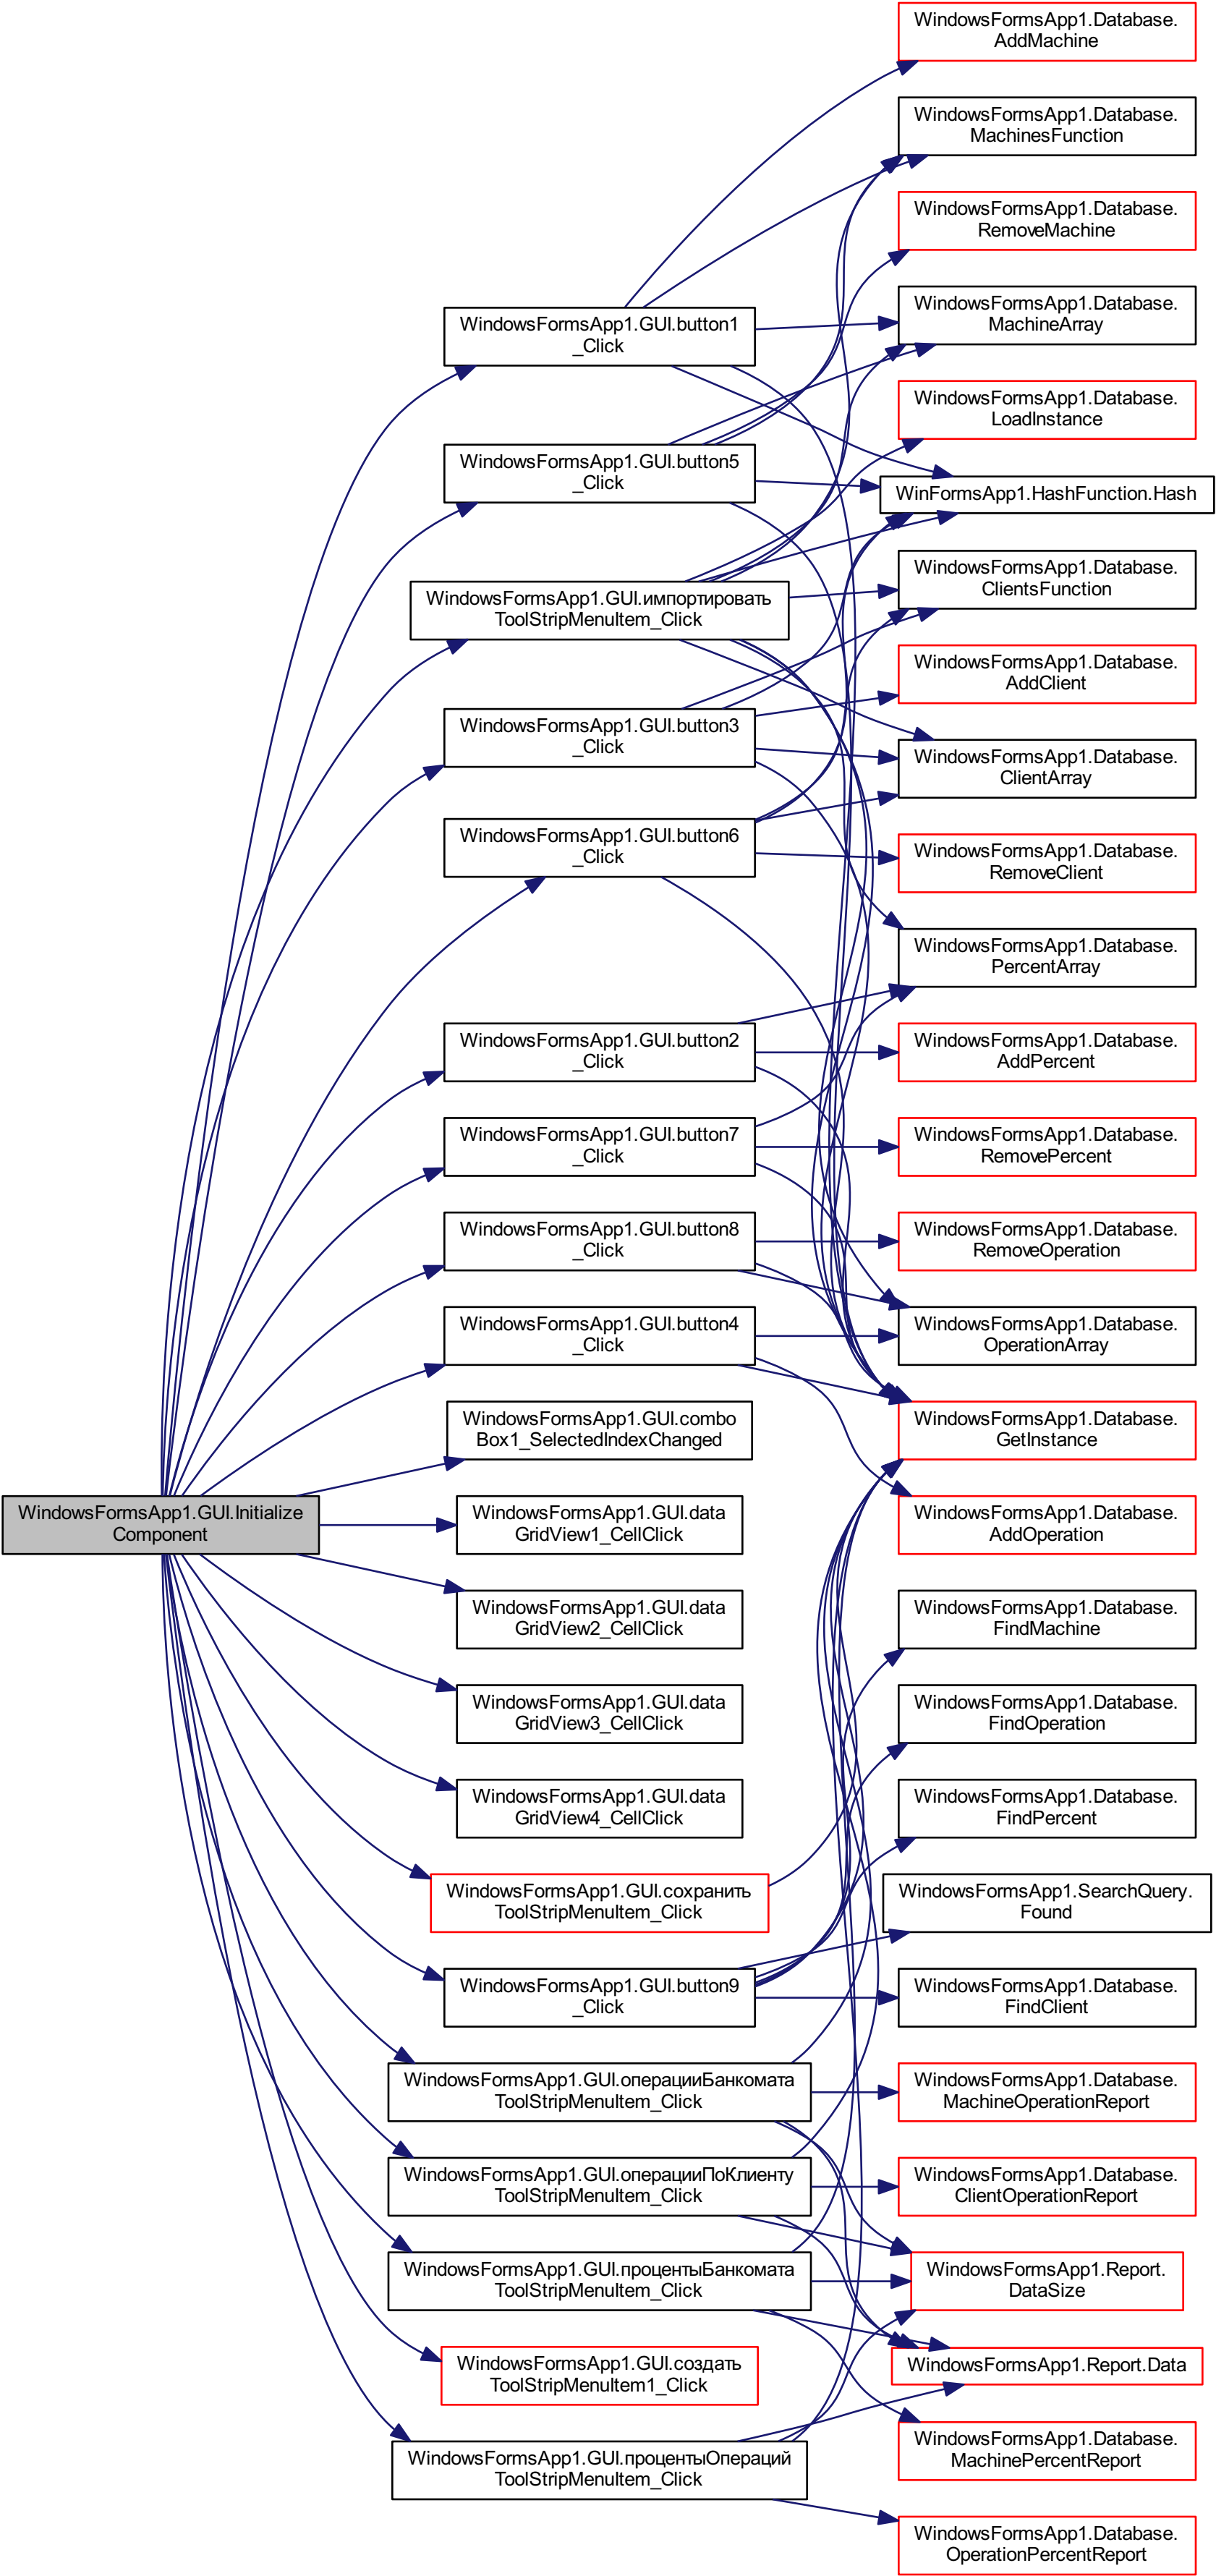 WindowsFormsApp1.GUI.Initialize
Component
WindowsFormsApp1.GUI.button1
_Click
WindowsFormsApp1.GUI.button5
_Click
WindowsFormsApp1.GUI.импортировать
ToolStripMenuItem_Click
WindowsFormsApp1.GUI.button3
_Click
WindowsFormsApp1.GUI.button6
_Click
WindowsFormsApp1.GUI.button2
_Click
WindowsFormsApp1.GUI.button7
_Click
WindowsFormsApp1.GUI.button8
_Click
WindowsFormsApp1.GUI.button4
_Click
WindowsFormsApp1.GUI.combo
Box1_SelectedIndexChanged
WindowsFormsApp1.GUI.data
GridView1_CellClick
WindowsFormsApp1.GUI.data
GridView2_CellClick
WindowsFormsApp1.GUI.data
GridView3_CellClick
WindowsFormsApp1.GUI.data
GridView4_CellClick
WindowsFormsApp1.GUI.сохранить
ToolStripMenuItem_Click
WindowsFormsApp1.GUI.button9
_Click
WindowsFormsApp1.GUI.операцииБанкомата
ToolStripMenuItem_Click
WindowsFormsApp1.GUI.операцииПоКлиенту
ToolStripMenuItem_Click
WindowsFormsApp1.GUI.процентыБанкомата
ToolStripMenuItem_Click
WindowsFormsApp1.GUI.создать
ToolStripMenuItem1_Click
WindowsFormsApp1.GUI.процентыОпераций
ToolStripMenuItem_Click
WindowsFormsApp1.Database.
AddMachine
WindowsFormsApp1.Database.
MachinesFunction
WindowsFormsApp1.Database.
RemoveMachine
WindowsFormsApp1.Database.
MachineArray
WindowsFormsApp1.Database.
LoadInstance
WinFormsApp1.HashFunction.Hash
WindowsFormsApp1.Database.
ClientsFunction
WindowsFormsApp1.Database.
AddClient
WindowsFormsApp1.Database.
ClientArray
WindowsFormsApp1.Database.
RemoveClient
WindowsFormsApp1.Database.
PercentArray
WindowsFormsApp1.Database.
AddPercent
WindowsFormsApp1.Database.
RemovePercent
WindowsFormsApp1.Database.
RemoveOperation
WindowsFormsApp1.Database.
OperationArray
WindowsFormsApp1.Database.
GetInstance
WindowsFormsApp1.Database.
AddOperation
WindowsFormsApp1.Database.
FindMachine
WindowsFormsApp1.Database.
FindOperation
WindowsFormsApp1.Database.
FindPercent
WindowsFormsApp1.SearchQuery.
Found
WindowsFormsApp1.Database.
FindClient
WindowsFormsApp1.Database.
MachineOperationReport
WindowsFormsApp1.Database.
ClientOperationReport
WindowsFormsApp1.Report.
DataSize
WindowsFormsApp1.Report.Data
WindowsFormsApp1.Database.
MachinePercentReport
WindowsFormsApp1.Database.
OperationPercentReport